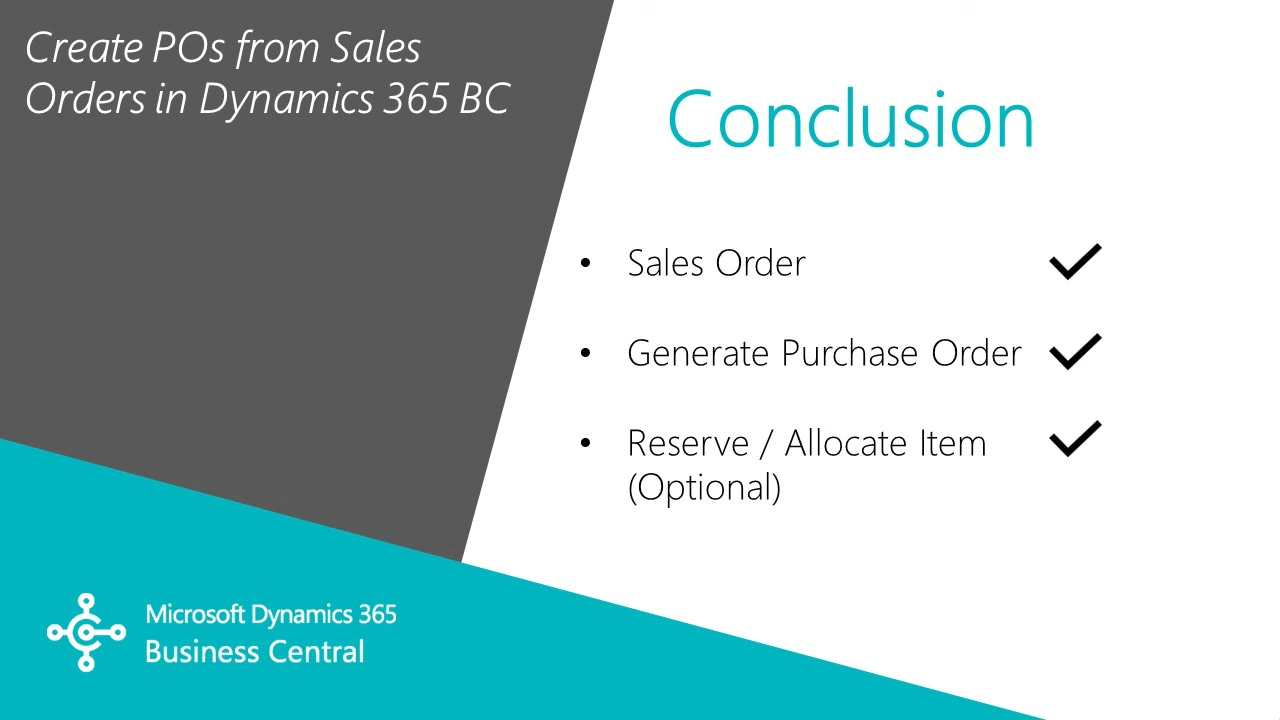 Create POs from Sales
Orders in Dynamics 365 BC
Conclusion
• Sales Order
• Generate Purchase Order
• Reserve / Allocate Item
(Optional)
Microsoft Dynamics 365
Business Central